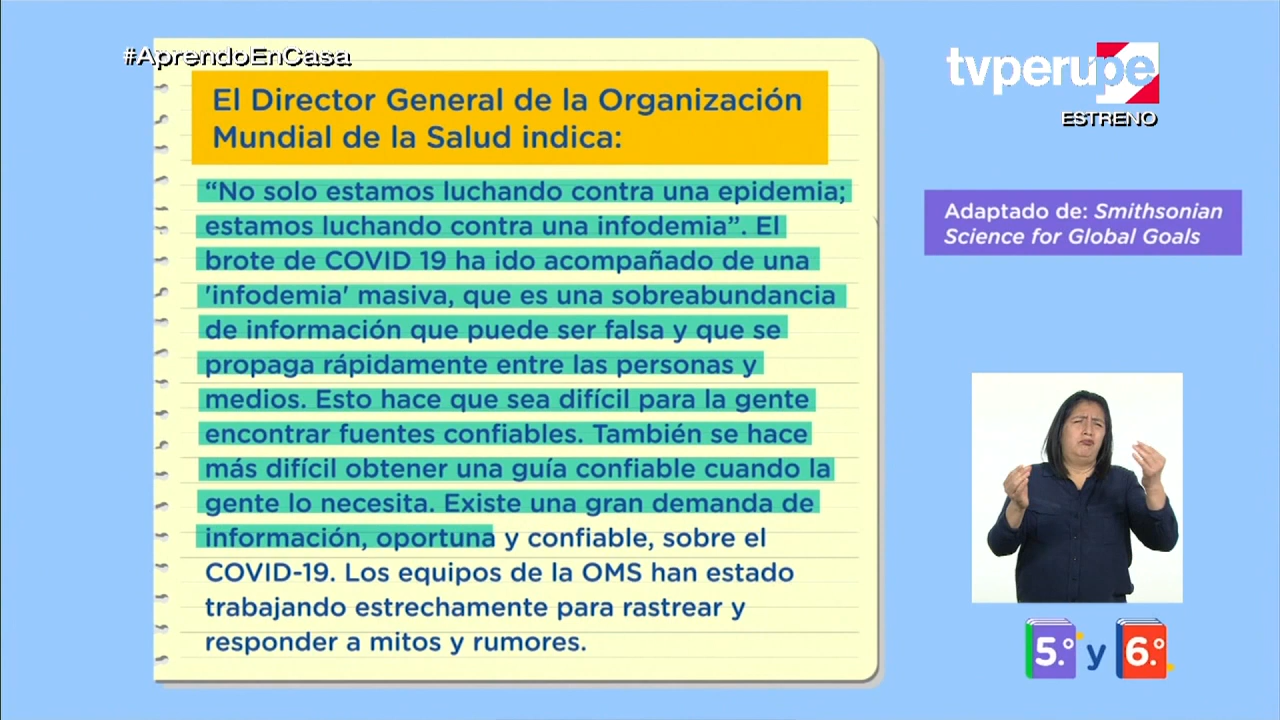 #AprendoEnCasa
tvperu.pe
ESTRENO
El Director General de la Organización
Mundial de la Salud indica:
“No solo estamos luchando contra una epidemia;
estamos luchando contra una infodemia”. El
brote de COVID 19 ha ido acompañado de una
'infodemia' masiva, que es una sobreabundancia
de información que puede ser falsa y que se
propaga rápidamente entre las personas y
medios. Esto hace que sea difícil para la gente
encontrar fuentes confiables. También se hace
más difícil obtener una guía confiable cuando la
gente lo necesita. Existe una gran demanda de
información, oportuna y confiable, sobre el
COVID-19. Los equipos de la OMS han estado
trabajando estrechamente para rastrear y
responder a mitos y rumores.
Adaptado de: Smithsonian
Science for Global Goals
5.º y 6.º